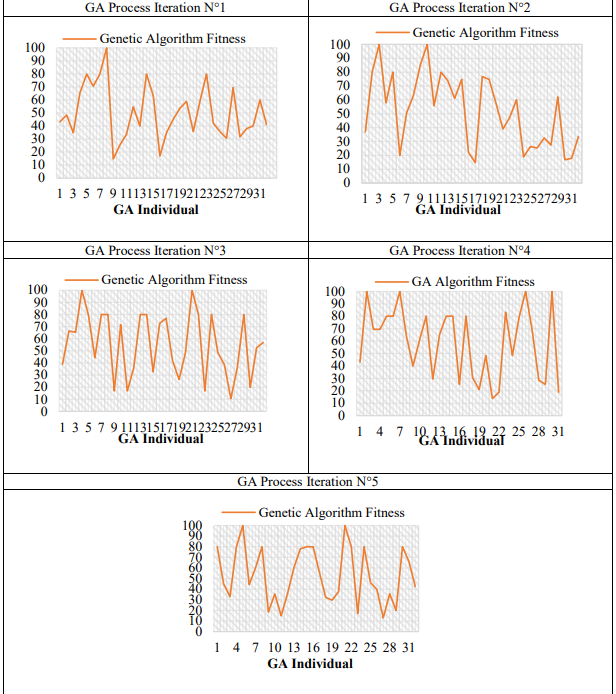 GA Process Iteration N°1
Genetic Algorithm Fitness
100
90
80
70
60
50
40
30
20
10
0
1 3 5 7 9 11131517192123252729 31
GA Individual
GA Process Iteration N°2
Genetic Algorithm Fitness
100
90
80
70
60
50
40
30
20
10
0
1 3 5 7 9 11131517192123252729 31
GA Individual
GA Process Iteration N°3
Genetic Algorithm Fitness
100
90
80
70
60
50
40
30
20
10
0
1 3 5 7 9 11131517192123252729 31
GA Individual
GA Process Iteration N°4
GA Algorithm Fitness
100
90
80
70
60
50
40
30
20
10
0
1 4 7 10 13 16 19 22 25 28 31
GA Individual
GA Process Iteration N°5
Genetic Algorithm Fitness
100
90
80
70
60
50
40
30
20
10
0
1 4 7 10 13 16 19 22 25 28 31
GA Individual